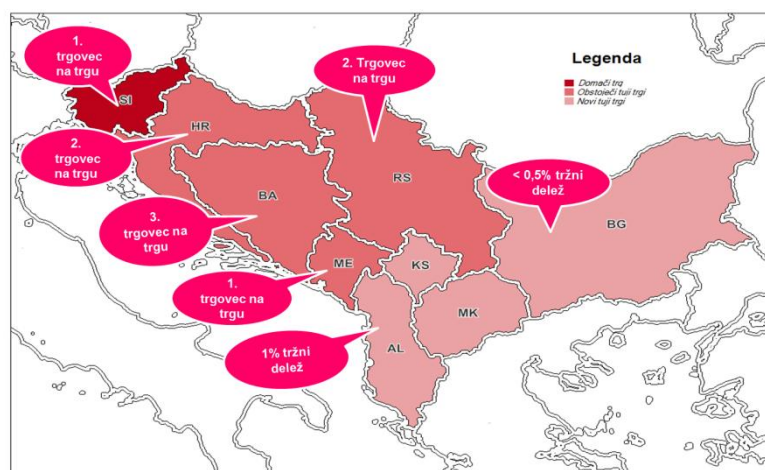 1.
trgovec
na trgu
SI
2. Trgovec
na trgu
Legenda
Domači trg
Obstoječi tuji trgi
Novi tuji trgi
HR
2.
trgovec
na trgu
BA
RS
< 0,5% tržni
delež
BG
3.
trgovec na
trgu
ME
KS
1.
trgovec na
trgu
MK
AL
1% tržni
delež